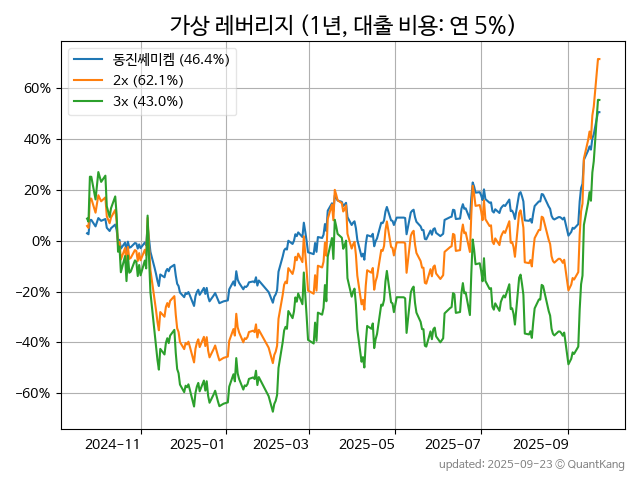 가상 레버리지 (1년, 대출 비용: 연 5%)
동진쎄미켐 (46.4%)
2x (62.1%)
3x (43.0%)
60%
40%
20%
0%
−20%
−40%
−60%
2024-11
2025-01
2025-03
2025-05
2025-07
2025-09
updated: 2025-09-23 © QuantKang